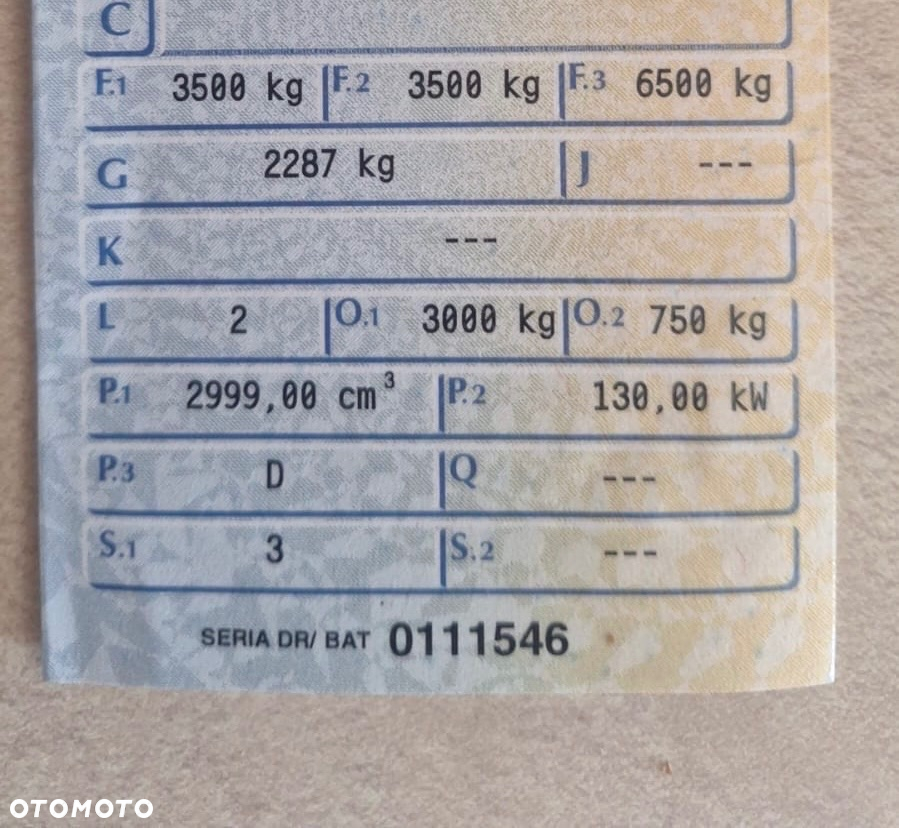 C
F.1 3500 kg F.2 3500 kg F.3 6500 kg
G 2287 kg J ---
K ---
L 2 O.1 3000 kg O.2 750 kg
P.1 2999,00 cm³ P.2 130,00 kW
P.3 D Q ---
S.1 3 S.2 ---
SERIA DR/ BAT 0111546
OTOMOTO